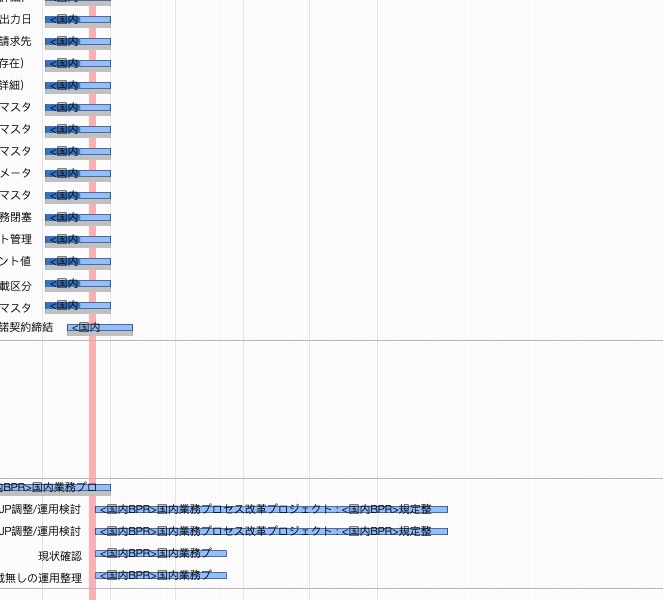 出力日 <国内
請求先 <国内
存在） <国内
詳細） <国内
マスタ <国内
マスタ <国内
マスタ <国内
メータ <国内
マスタ <国内
務閉塞 <国内
ト管理 <国内
ント値 <国内
載区分 <国内
マスタ <国内
諾契約締結 <国内
内BPR>国内業務プロ
JP調整/運用検討 <国内BPR>国内業務プロセス改革プロジェクト：<国内BPR>規定整
JP調整/運用検討 <国内BPR>国内業務プロセス改革プロジェクト：<国内BPR>規定整
現状確認 <国内BPR>国内業務プ
無しの運用整理 <国内BPR>国内業務プ